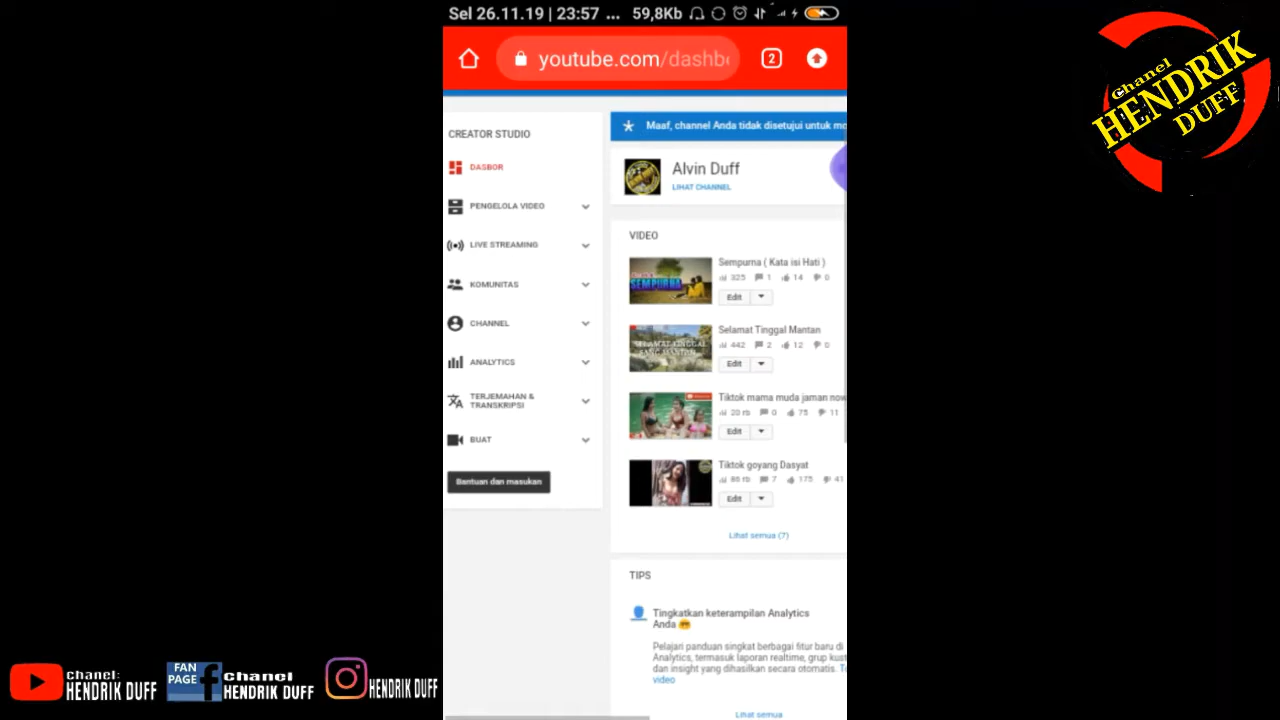 Sel 26.11.19 | 23:57 ... 59,8Kb
youtube.com/dashb
2
chanel
HENDRIK
DUFF
CREATOR STUDIO
DASBOR
PENGELOLA VIDEO
LIVE STREAMING
KOMUNITAS
CHANNEL
ANALYTICS
TERJEMAHAN &
TRANSKRIPSI
BUAT
Bantuan dan masukan
Maaf, channel Anda tidak disetujui untuk mo
Alvin Duff
LIHAT CHANNEL
VIDEO
Sempurna ( Kata isi Hati )
325 1 14 0
Edit
SEMPURNA
Selamat Tinggal Mantan
442 2 12 0
Edit
SELAMAT TINGGAL
SANG MANTAN
Tiktok mama muda jaman now
20 rb 0 75 11
Edit
Tiktok goyang Dasyat
86 rb 7 175 41
Edit
Lihat semua (7)
TIPS
Tingkatkan keterampilan Analytics
Anda
Pelajari panduan singkat berbagai fitur baru di
Analytics, termasuk laporan realtime, grup kust
dan insight yang dihasilkan secara otomatis. To
video
Lihat semua
chanel:
HENDRIK DUFF
FAN
PAGE
chanel
HENDRIK DUFF
HENDRIK DUFF